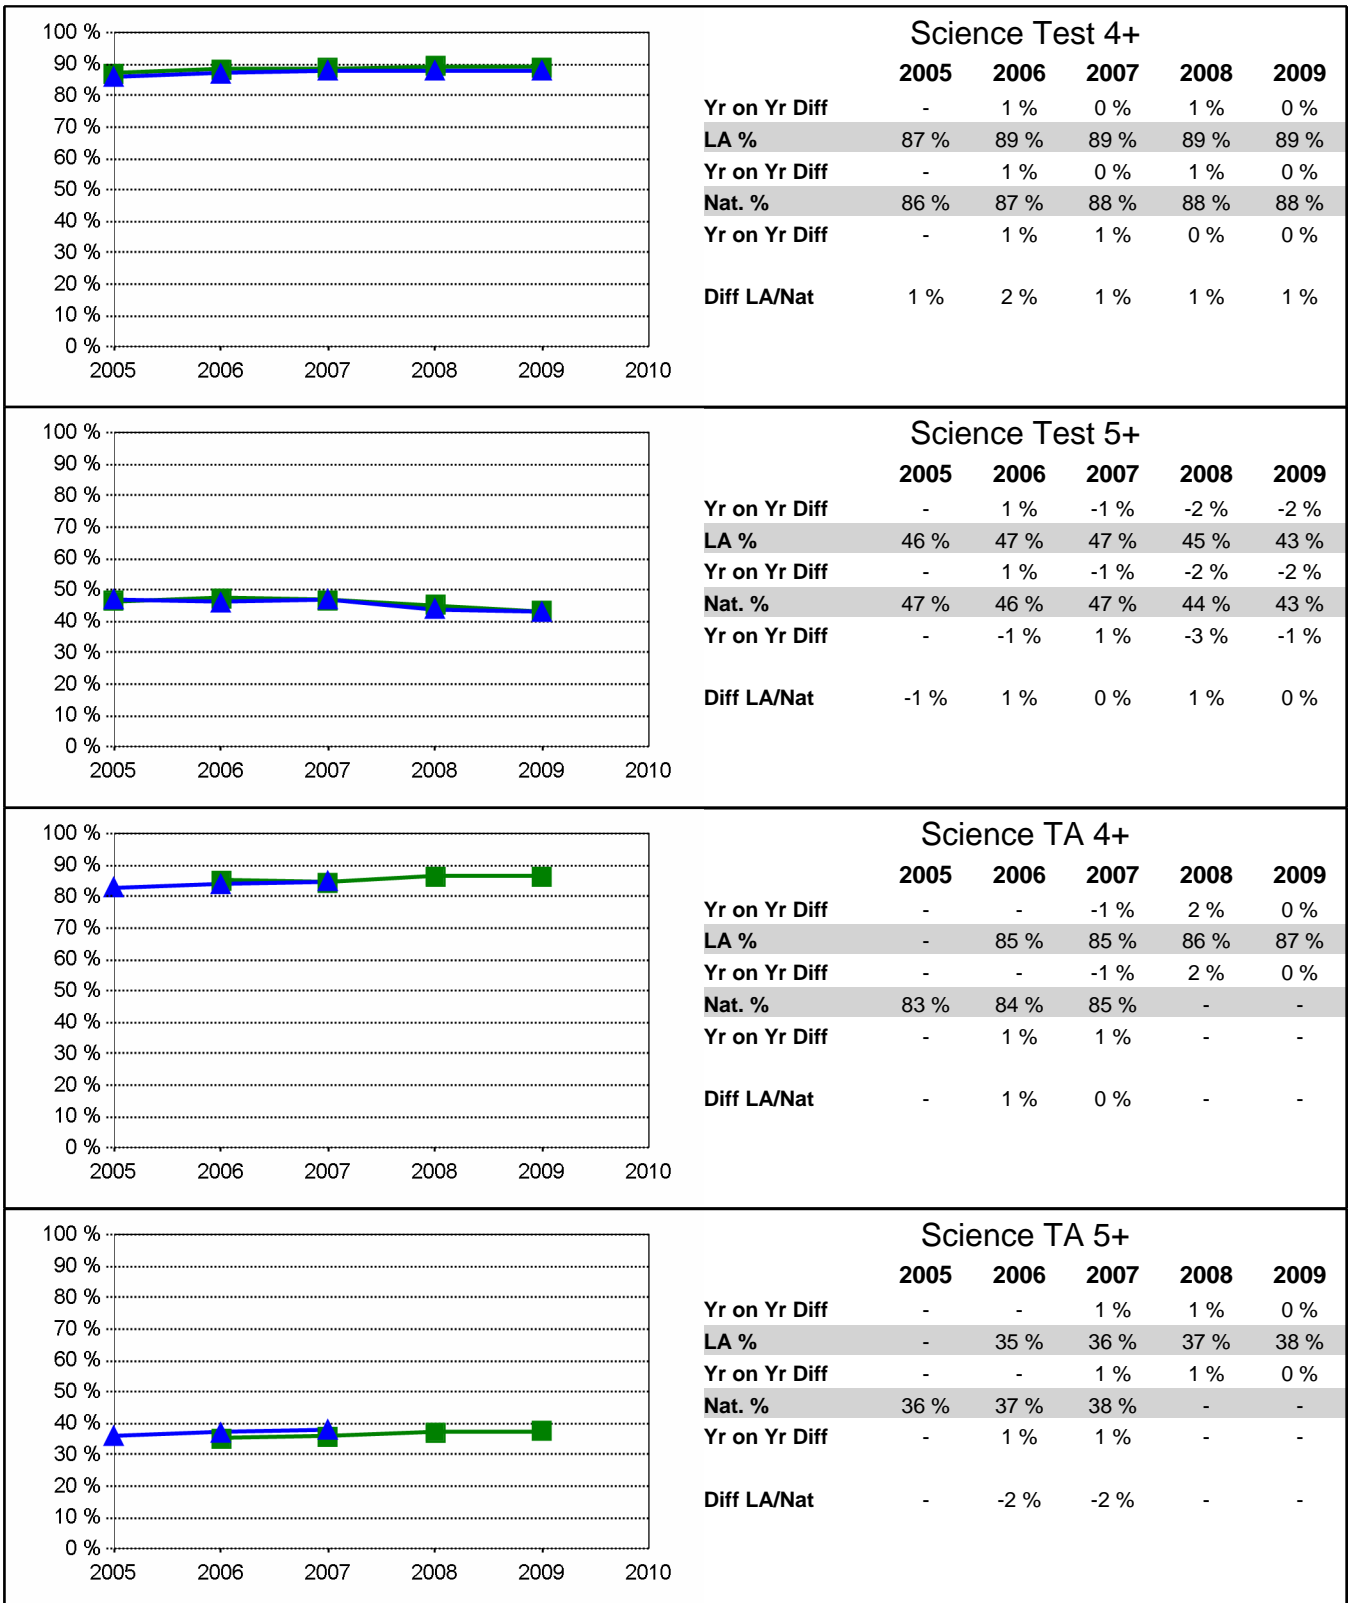 Science Test 4+
100 %
90 %
80 %
70 %
60 %
50 %
40 %
30 %
20 %
10 %
0 %
2005 2006 2007 2008 2009 2010
2005 2006 2007 2008 2009
Yr on Yr Diff - 1 % 0 % 1 % 0 %
LA % 87 % 89 % 89 % 89 % 89 %
Yr on Yr Diff - 1 % 0 % 1 % 0 %
Nat. % 86 % 87 % 88 % 88 % 88 %
Yr on Yr Diff - 1 % 1 % 0 % 0 %
Diff LA/Nat 1 % 2 % 1 % 1 % 1 %
Science Test 5+
100 %
90 %
80 %
70 %
60 %
50 %
40 %
30 %
20 %
10 %
0 %
2005 2006 2007 2008 2009 2010
2005 2006 2007 2008 2009
Yr on Yr Diff - 1 % -1 % -2 % -2 %
LA % 46 % 47 % 47 % 45 % 43 %
Yr on Yr Diff - 1 % -1 % -2 % -2 %
Nat. % 47 % 46 % 47 % 44 % 43 %
Yr on Yr Diff - -1 % 1 % -3 % -1 %
Diff LA/Nat -1 % 1 % 0 % 1 % 0 %
Science TA 4+
100 %
90 %
80 %
70 %
60 %
50 %
40 %
30 %
20 %
10 %
0 %
2005 2006 2007 2008 2009 2010
2005 2006 2007 2008 2009
Yr on Yr Diff - - -1 % 2 % 0 %
LA % - 85 % 85 % 86 % 87 %
Yr on Yr Diff - - -1 % 2 % 0 %
Nat. % 83 % 84 % 85 % - -
Yr on Yr Diff - 1 % 1 % - -
Diff LA/Nat - 1 % 0 % - -
Science TA 5+
100 %
90 %
80 %
70 %
60 %
50 %
40 %
30 %
20 %
10 %
0 %
2005 2006 2007 2008 2009 2010
2005 2006 2007 2008 2009
Yr on Yr Diff - - 1 % 1 % 0 %
LA % - 35 % 36 % 37 % 38 %
Yr on Yr Diff - - 1 % 1 % 0 %
Nat. % 36 % 37 % 38 % - -
Yr on Yr Diff - 1 % 1 % - -
Diff LA/Nat - -2 % -2 % - -